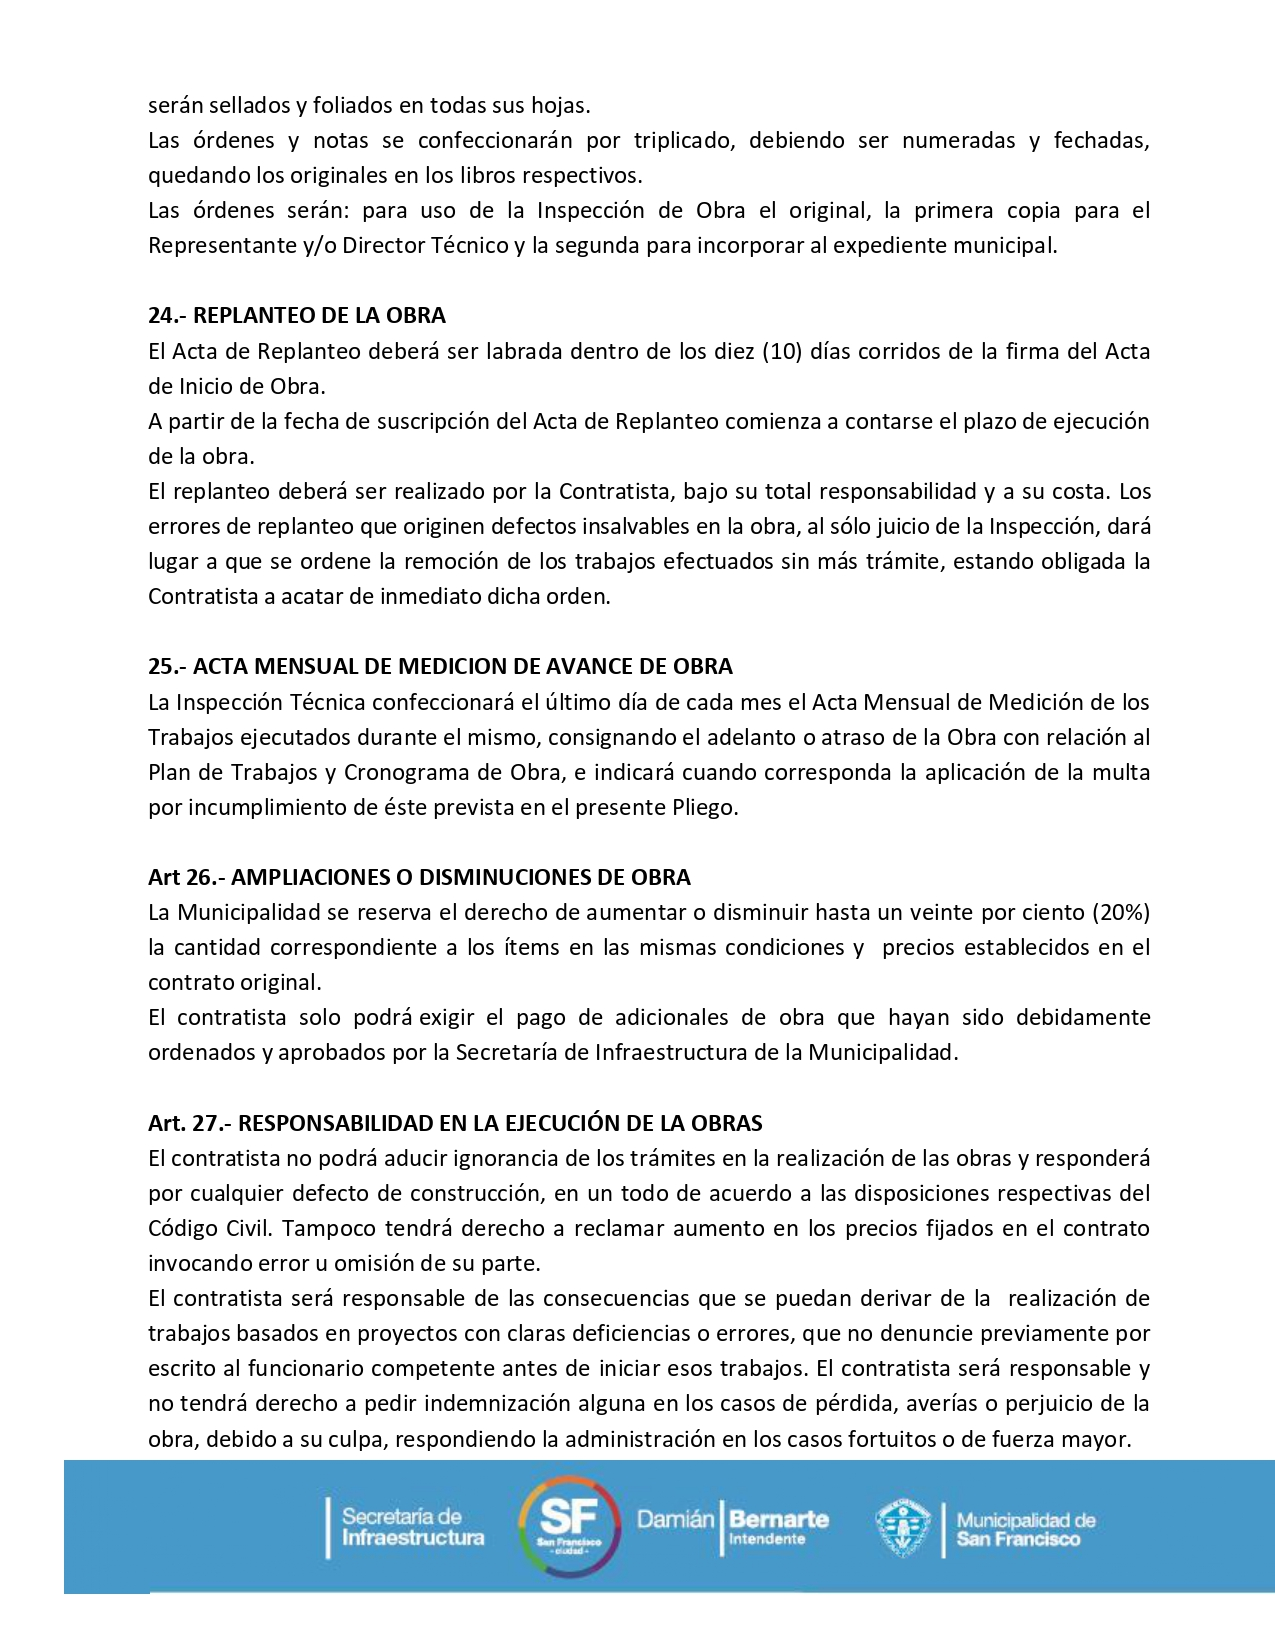 serán sellados y foliados en todas sus hojas.
Las órdenes y notas se confeccionarán por triplicado, debiendo ser numeradas y fechadas,
quedando los originales en los libros respectivos.
Las órdenes serán: para uso de la Inspección de Obra el original, la primera copia para el
Representante y/o Director Técnico y la segunda para incorporar al expediente municipal.
24.- REPLANTEO DE LA OBRA
El Acta de Replanteo deberá ser labrada dentro de los diez (10) días corridos de la firma del Acta
de Inicio de Obra.
A partir de la fecha de suscripción del Acta de Replanteo comienza a contarse el plazo de ejecución
de la obra.
El replanteo deberá ser realizado por la Contratista, bajo su total responsabilidad y a su costa. Los
errores de replanteo que originen defectos insalvables en la obra, al sólo juicio de la Inspección, dará
lugar a que se ordene la remoción de los trabajos efectuados sin más trámite, estando obligada la
Contratista a acatar de inmediato dicha orden.
25.- ACTA MENSUAL DE MEDICION DE AVANCE DE OBRA
La Inspección Técnica confeccionará el último día de cada mes el Acta Mensual de Medición de los
Trabajos ejecutados durante el mismo, consignando el adelanto o atraso de la Obra con relación al
Plan de Trabajos y Cronograma de Obra, e indicará cuando corresponda la aplicación de la multa
por incumplimiento de éste prevista en el presente Pliego.
Art 26.- AMPLIACIONES O DISMINUCIONES DE OBRA
La Municipalidad se reserva el derecho de aumentar o disminuir hasta un veinte por ciento (20%)
la cantidad correspondiente a los ítems en las mismas condiciones y precios establecidos en el
contrato original.
El contratista solo podrá exigir el pago de adicionales de obra que hayan sido debidamente
ordenados y aprobados por la Secretaría de Infraestructura de la Municipalidad.
Art. 27.- RESPONSABILIDAD EN LA EJECUCIÓN DE LA OBRAS
El contratista no podrá aducir ignorancia de los trámites en la realización de las obras y responderá
por cualquier defecto de construcción, en un todo de acuerdo a las disposiciones respectivas del
Código Civil. Tampoco tendrá derecho a reclamar aumento en los precios fijados en el contrato
invocando error u omisión de su parte.
El contratista será responsable de las consecuencias que se puedan derivar de la realización de
trabajos basados en proyectos con claras deficiencias o errores, que no denuncie previamente por
escrito al funcionario competente antes de iniciar esos trabajos. El contratista será responsable y
no tendrá derecho a pedir indemnización alguna en los casos de pérdida, averías o perjuicio de la
obra, debido a su culpa, respondiendo la administración en los casos fortuitos o de fuerza mayor.
Secretaría de
Infraestructura
SF
San Francisco
-ciudad-
Damián Bernarte
Intendente
Municipalidad de
San Francisco